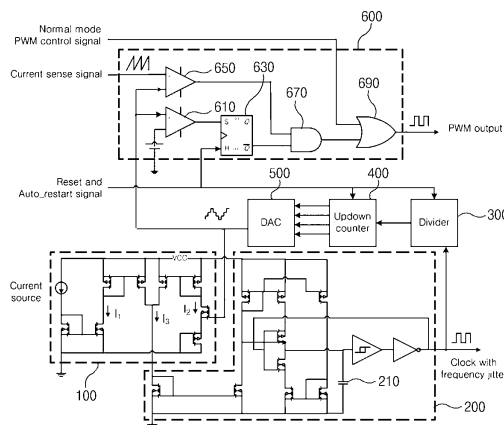 Normal mode
PWM control signal
600
Current sense signal
650
630
690
610
670
S ... Q
R ... Q
PWM output
Reset and
Auto_restart signal
500
400
300
DAC
Updown
counter
Divider
VCC
Current
source
I1
I3
I2
Clock with
frequency jitte
210
100
200